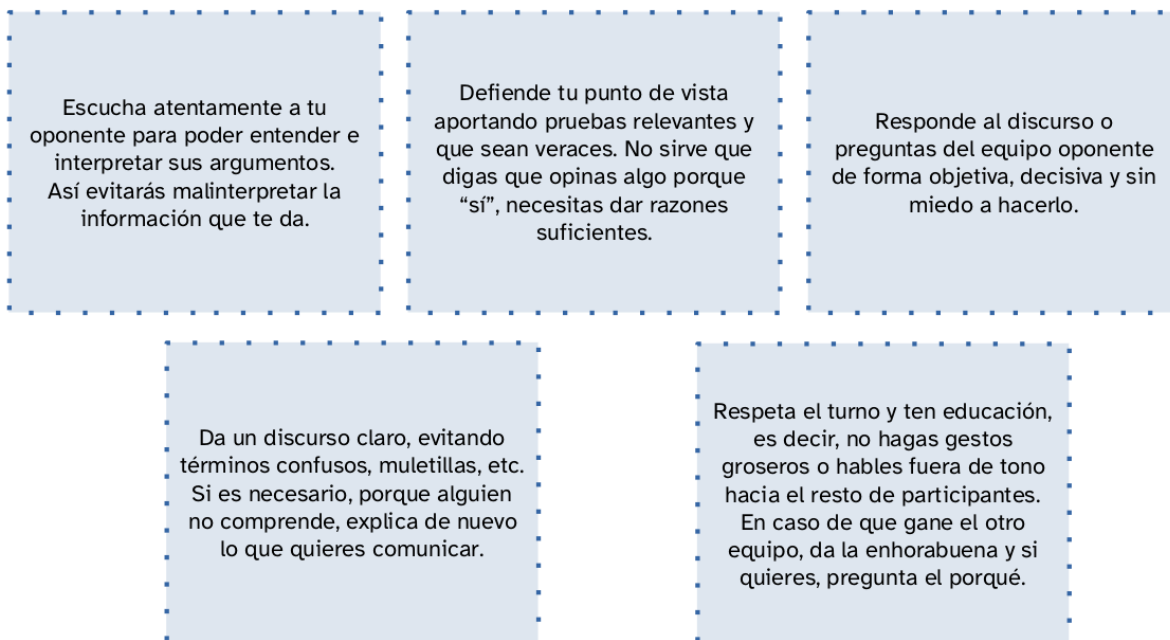 Escucha atentamente a tu
oponente para poder entender e
interpretar sus argumentos.
Así evitarás malinterpretar la
información que te da.
Defiende tu punto de vista
aportando pruebas relevantes y
que sean veraces. No sirve que
digas que opinas algo porque
“sí”, necesitas dar razones
suficientes.
Responde al discurso o
preguntas del equipo oponente
de forma objetiva, decisiva y sin
miedo a hacerlo.
Da un discurso claro, evitando
términos confusos, muletillas, etc.
Si es necesario, porque alguien
no comprende, explica de nuevo
lo que quieres comunicar.
Respeta el turno y ten educación,
es decir, no hagas gestos
groseros o hables fuera de tono
hacia el resto de participantes.
En caso de que gane el otro
equipo, da la enhorabuena y si
quieres, pregunta el porqué.